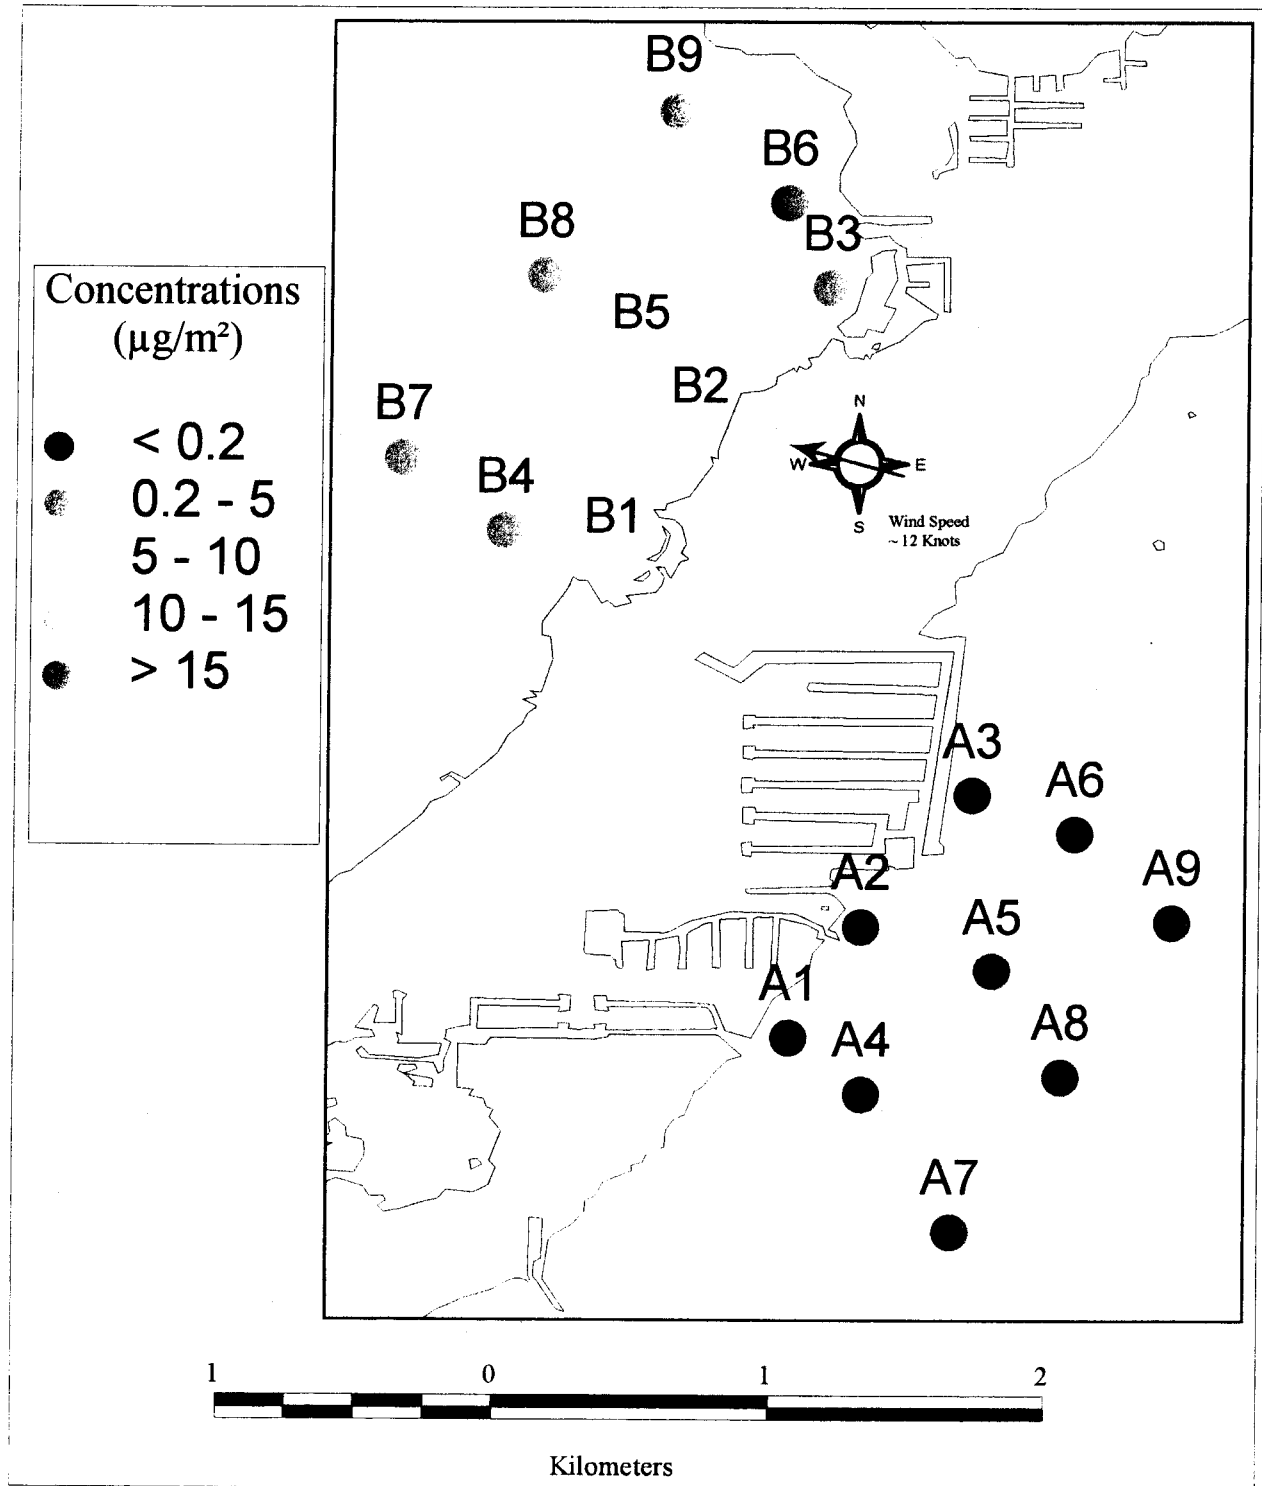 Concentrations
(µg/m²)
< 0.2
0.2 - 5
5 - 10
10 - 15
> 15
B9
B6
B8
B3
B5
B2
B7
B4
B1
N
W
E
S
Wind Speed
~ 12 Knots
A3
A6
A2
A9
A5
A1
A4
A8
A7
1 0 1 2
Kilometers